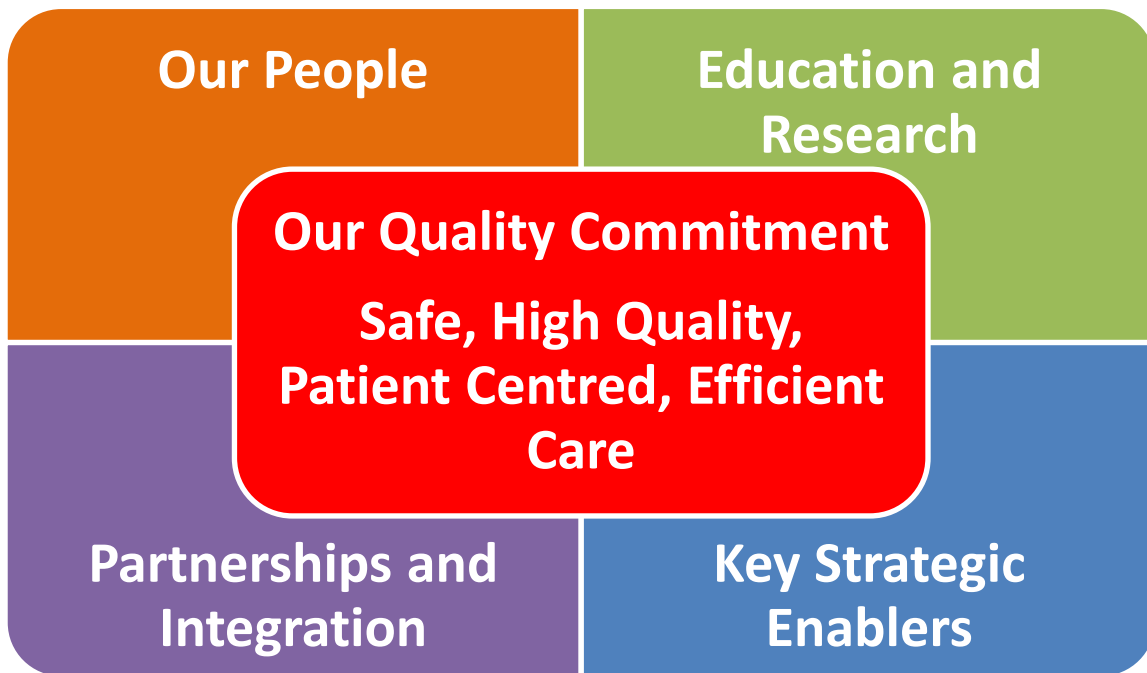 Our People
Education and
Research
Our Quality Commitment
Safe, High Quality,
Patient Centred, Efficient
Care
Partnerships and
Integration
Key Strategic
Enablers